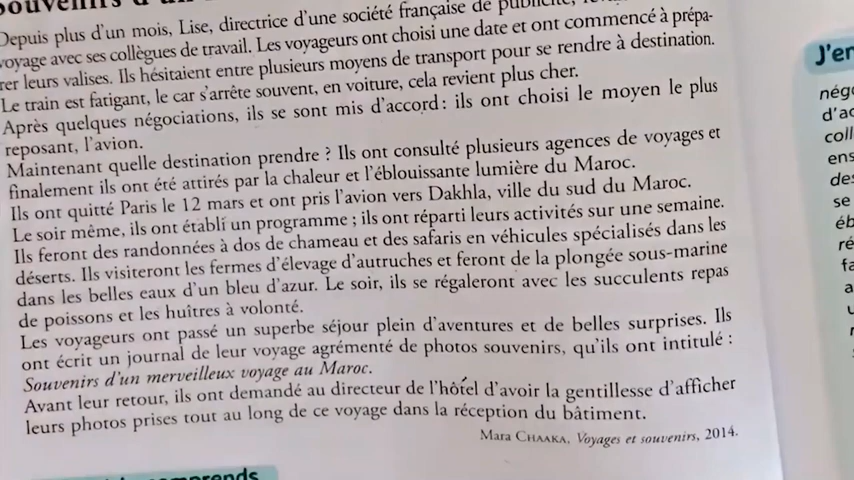 Souvenirs d'un
Depuis plus d'un mois, Lise, directrice d'une société française de publicité,
voyage avec ses collègues de travail. Les voyageurs ont choisi une date et ont commencé à prépa-
rer leurs valises. Ils hésitaient entre plusieurs moyens de transport pour se rendre à destination.
Le train est fatigant, le car s'arrête souvent, en voiture, cela revient plus cher.
Après quelques négociations, ils se sont mis d'accord : ils ont choisi le moyen le plus
reposant, l'avion.
Maintenant quelle destination prendre ? Ils ont consulté plusieurs agences de voyages et
finalement ils ont été attirés par la chaleur et l'éblouissante lumière du Maroc.
Ils ont quitté Paris le 12 mars et ont pris l'avion vers Dakhla, ville du sud du Maroc.
Le soir même, ils ont établi un programme ; ils ont réparti leurs activités sur une semaine.
Ils feront des randonnées à dos de chameau et des safaris en véhicules spécialisés dans les
déserts. Ils visiteront les fermes d'élevage d'autruches et feront de la plongée sous-marine
dans les belles eaux d'un bleu d'azur. Le soir, ils se régaleront avec les succulents repas
de poissons et les huîtres à volonté.
Les voyageurs ont passé un superbe séjour plein d'aventures et de belles surprises. Ils
ont écrit un journal de leur voyage agrémenté de photos souvenirs, qu'ils ont intitulé :
Souvenirs d'un merveilleux voyage au Maroc.
Avant leur retour, ils ont demandé au directeur de l'hôtel d'avoir la gentillesse d'afficher
leurs photos prises tout au long de ce voyage dans la réception du bâtiment.
Mara CHAAKA, Voyages et souvenirs, 2014.
J'en
négo
d'ac
coll
ens
des
se
éb
ré
fa